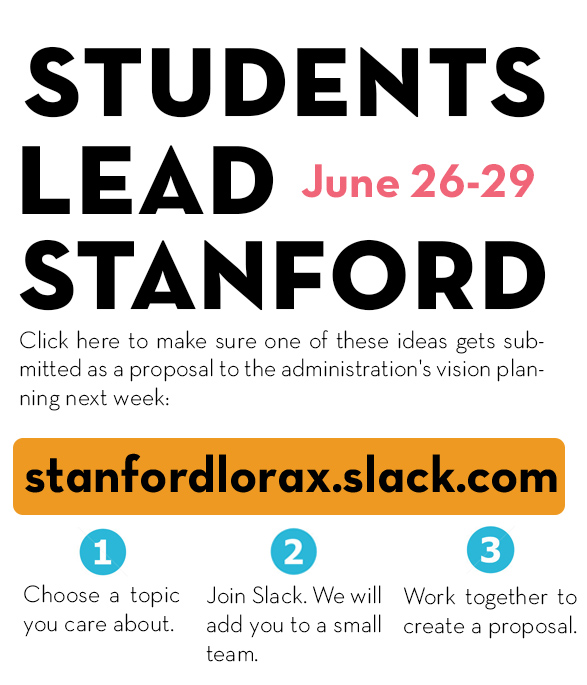 STUDENTS
LEAD
June 26-29
STANFORD
Click here to make sure one of these ideas gets sub-
mitted as a proposal to the administration's vision plan-
ning next week:
stanfordlorax.slack.com
1
2
3
Choose a topic
you care about.
Join Slack. We will
add you to a small
team.
Work together to
create a proposal.